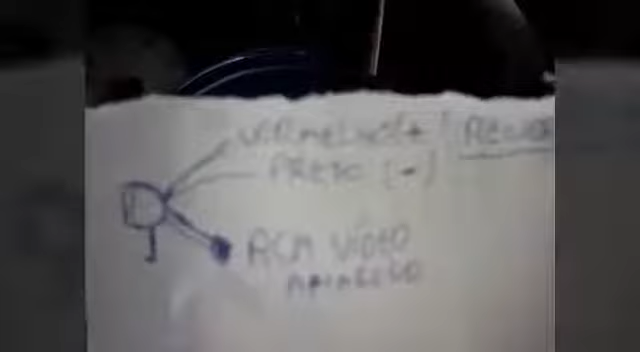 VERMELHO (+)
PRETO (-)
RCA VIDEO
AMARELO